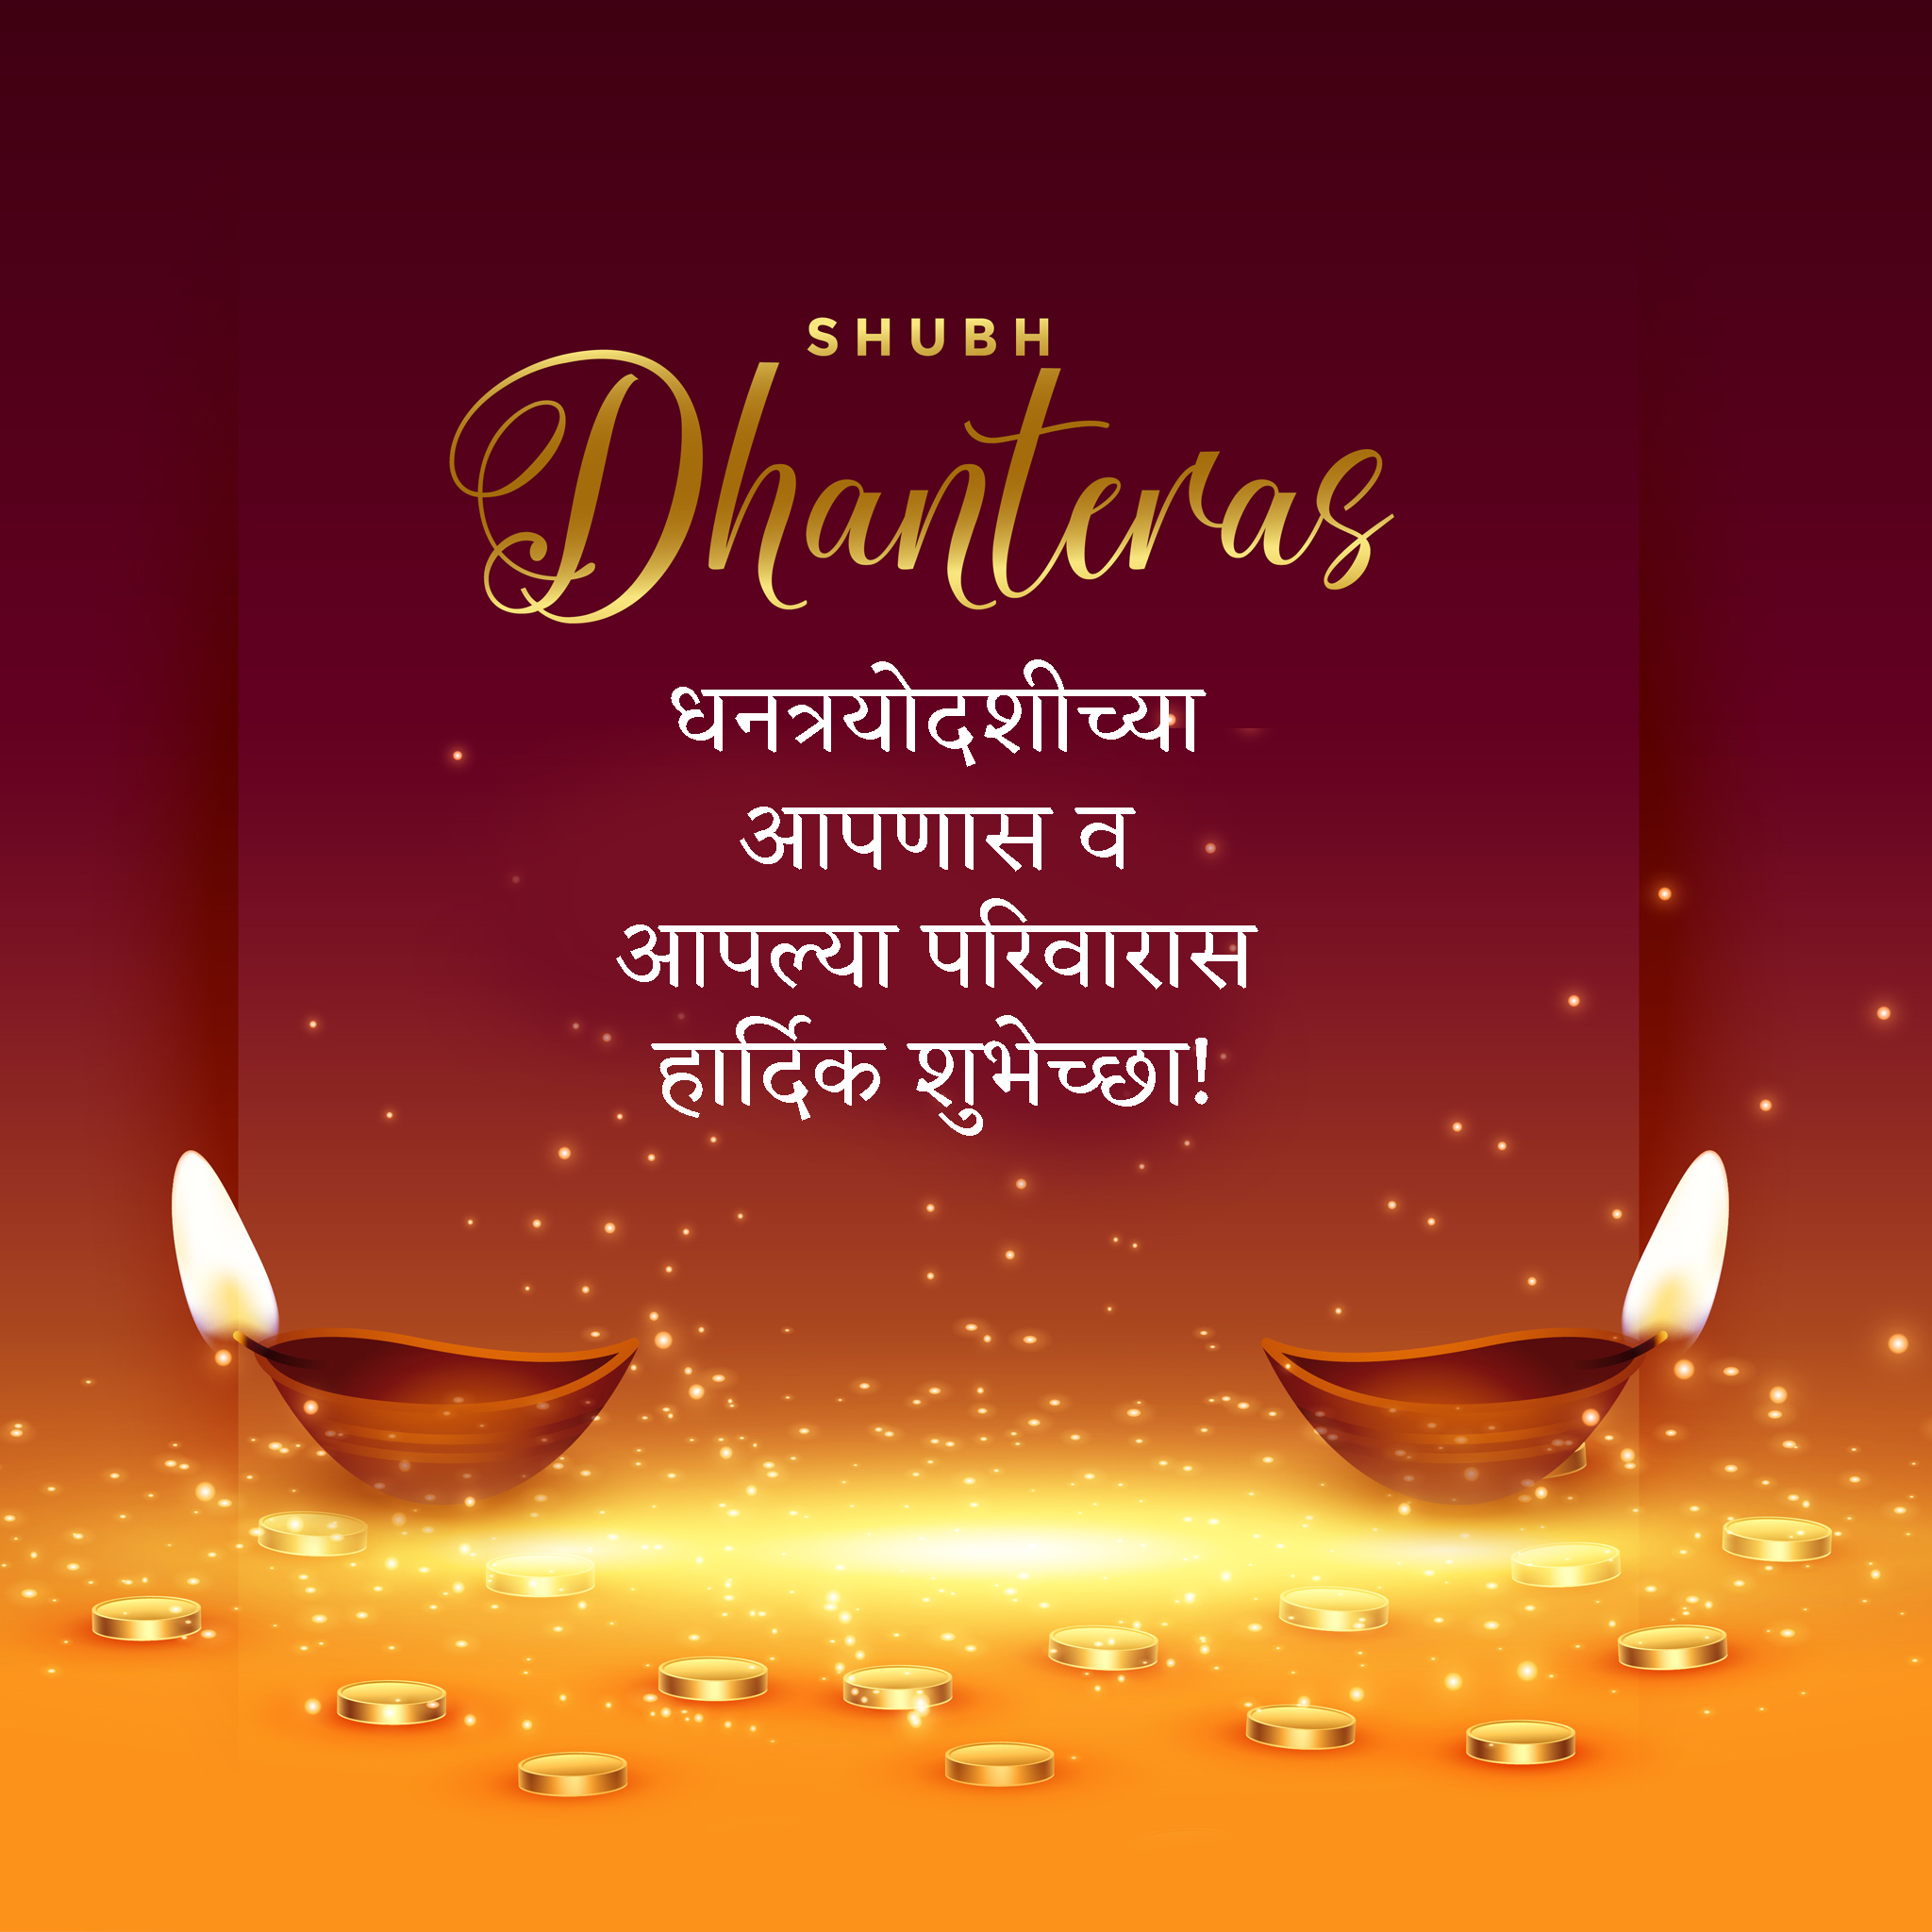 SHUBH
Dhanteras
धनत्रयोदशीच्या
आपणास व
आपल्या परिवारास
हार्दिक शुभेच्छा!